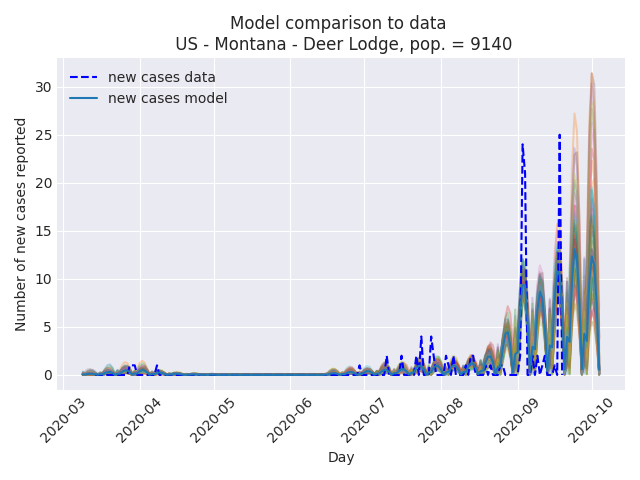 Model comparison to data
US - Montana - Deer Lodge, pop. = 9140
new cases data
new cases model
Number of new cases reported
30
25
20
15
10
5
0
2020-03
2020-04
2020-05
2020-06
2020-07
2020-08
2020-09
2020-10
Day